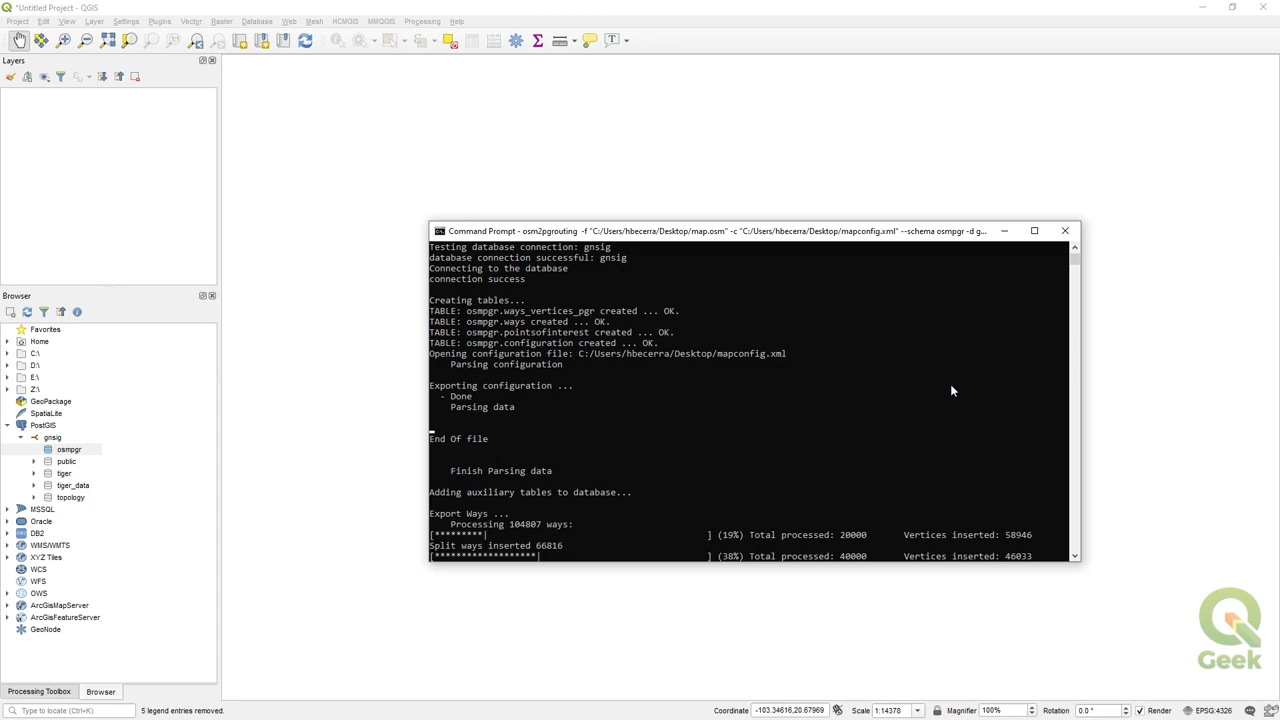 *Untitled Project - QGIS
Project Edit View Layer Settings Plugins Vector Raster Database Web Mesh HCMGIS MMQGIS Processing Help
Layers
Browser
Favorites
Home
C:\
D:\
E:\
Z:\
GeoPackage
SpatiaLite
PostGIS
gnsig
osmpgr
public
tiger
tiger_data
topology
MSSQL
Oracle
DB2
WMS/WMTS
XYZ Tiles
WCS
WFS
OWS
ArcGisMapServer
ArcGisFeatureServer
GeoNode
Processing Toolbox Browser
Command Prompt - osm2pgrouting -f "C:/Users/hbecerra/Desktop/map.osm" -c "C:/Users/hbecerra/Desktop/mapconfig.xml" --schema osmpgr -d g...
Testing database connection: gnsig
database connection successful: gnsig
Connecting to the database
connection success
Creating tables...
TABLE: osmpgr.ways_vertices_pgr created ... OK.
TABLE: osmpgr.ways created ... OK.
TABLE: osmpgr.pointsofinterest created ... OK.
TABLE: osmpgr.configuration created ... OK.
Opening configuration file: C:/Users/hbecerra/Desktop/mapconfig.xml
Parsing configuration
Exporting configuration ...
- Done
Parsing data
End Of file
Finish Parsing data
Adding auxiliary tables to database...
Export Ways ...
Processing 104807 ways:
[*********| ] (19%) Total processed: 20000 Vertices inserted: 58946
Split ways inserted 66816
[*******************| ] (38%) Total processed: 40000 Vertices inserted: 46033
Geek
Type to locate (Ctrl+K) 5 legend entries removed. Coordinate -103.34616,20.67969 Scale 1:14378 Magnifier 100% Rotation 0.0 ° Render EPSG:4326